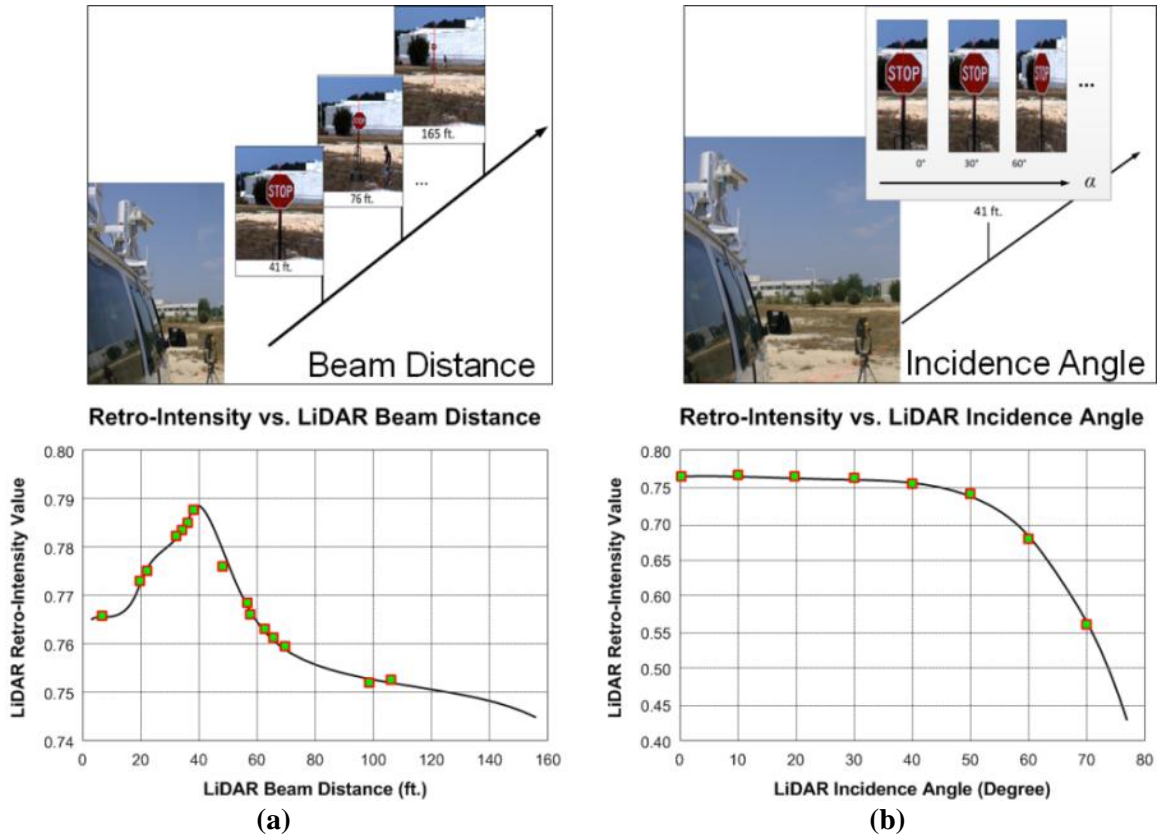 STOP
41 ft.
76 ft.
...
165 ft.
Beam Distance
STOP
STOP
STOP
...
0°
30°
60°
α
41 ft.
Incidence Angle
Retro-Intensity vs. LiDAR Beam Distance
LiDAR Retro-Intensity Value
0.80
0.79
0.78
0.77
0.76
0.75
0.74
0
20
40
60
80
100
120
140
160
LiDAR Beam Distance (ft.)
(a)
Retro-Intensity vs. LiDAR Incidence Angle
LiDAR Retro-Intensity Value
0.80
0.75
0.70
0.65
0.60
0.55
0.50
0.45
0.40
0
10
20
30
40
50
60
70
80
LiDAR Incidence Angle (Degree)
(b)